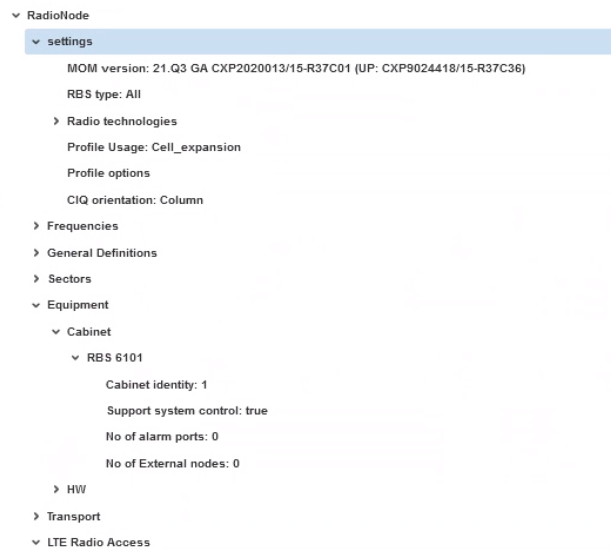 RadioNode
settings
MOM version: 21.Q3 GA CXP2020013/15-R37C01 (UP: CXP9024418/15-R37C36)
RBS type: All
Radio technologies
Profile Usage: Cell_expansion
Profile options
CIQ orientation: Column
Frequencies
General Definitions
Sectors
Equipment
Cabinet
RBS 6101
Cabinet identity: 1
Support system control: true
No of alarm ports: 0
No of External nodes: 0
HW
Transport
LTE Radio Access